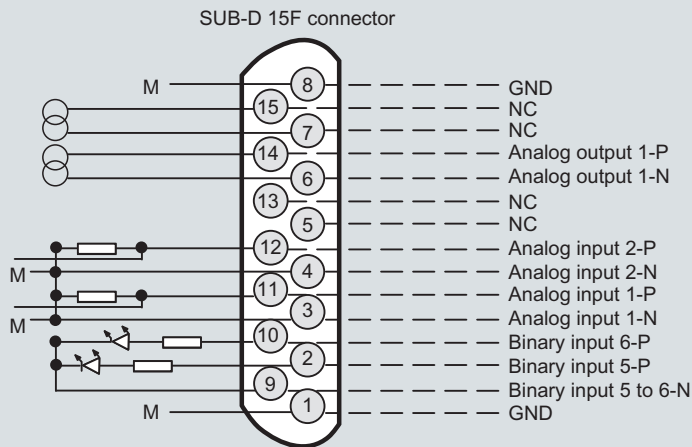 SUB-D 15F connector
M 8 GND
15 NC
7 NC
14 Analog output 1-P
6 Analog output 1-N
13 NC
5 NC
12 Analog input 2-P
M 4 Analog input 2-N
11 Analog input 1-P
M 3 Analog input 1-N
10 Binary input 6-P
2 Binary input 5-P
9 Binary input 5 to 6-N
M 1 GND